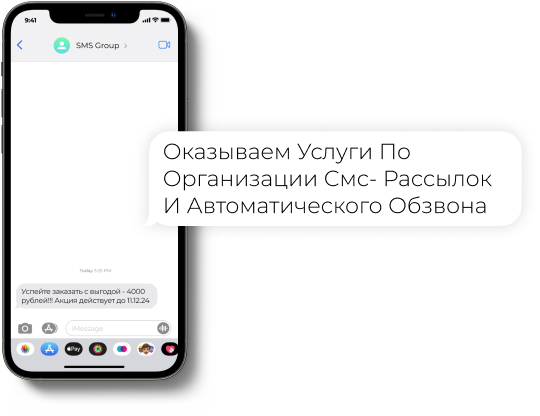 9:41
SMS Group
Оказываем Услуги По
Организации Смс- Рассылок
И Автоматического Обзвона
Today 5:25 PM
Успейте заказать с выгодой - 4000
рублей!!! Акция действует до 11.12.24
iMessage
Pay